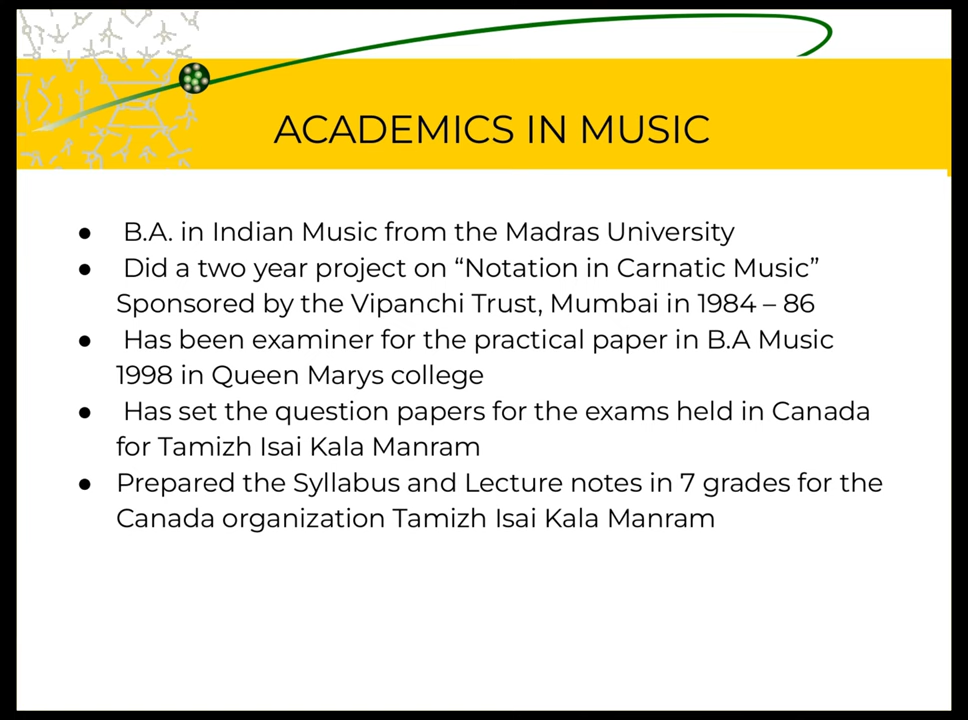 ACADEMICS IN MUSIC
● B.A. in Indian Music from the Madras University
● Did a two year project on “Notation in Carnatic Music”
Sponsored by the Vipanchi Trust, Mumbai in 1984 – 86
● Has been examiner for the practical paper in B.A Music
1998 in Queen Marys college
● Has set the question papers for the exams held in Canada
for Tamizh Isai Kala Manram
● Prepared the Syllabus and Lecture notes in 7 grades for the
Canada organization Tamizh Isai Kala Manram